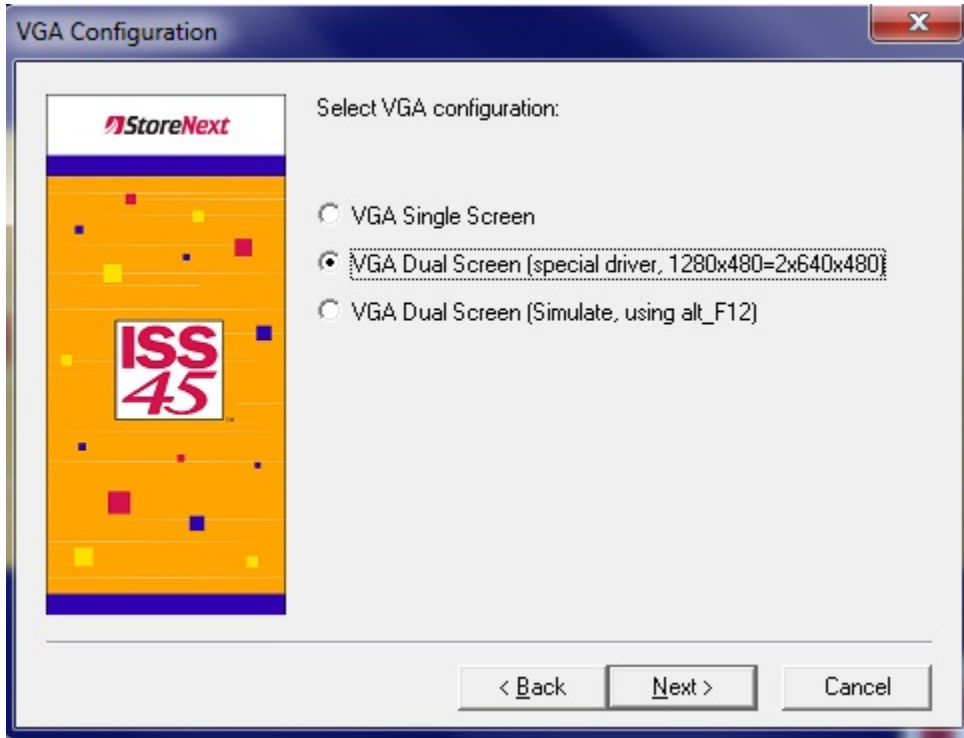 VGA Configuration
StoreNext
Select VGA configuration:
VGA Single Screen
VGA Dual Screen (special driver, 1280x480=2x640x480)
VGA Dual Screen (Simulate, using alt_F12)
ISS
45
™
< Back
Next >
Cancel